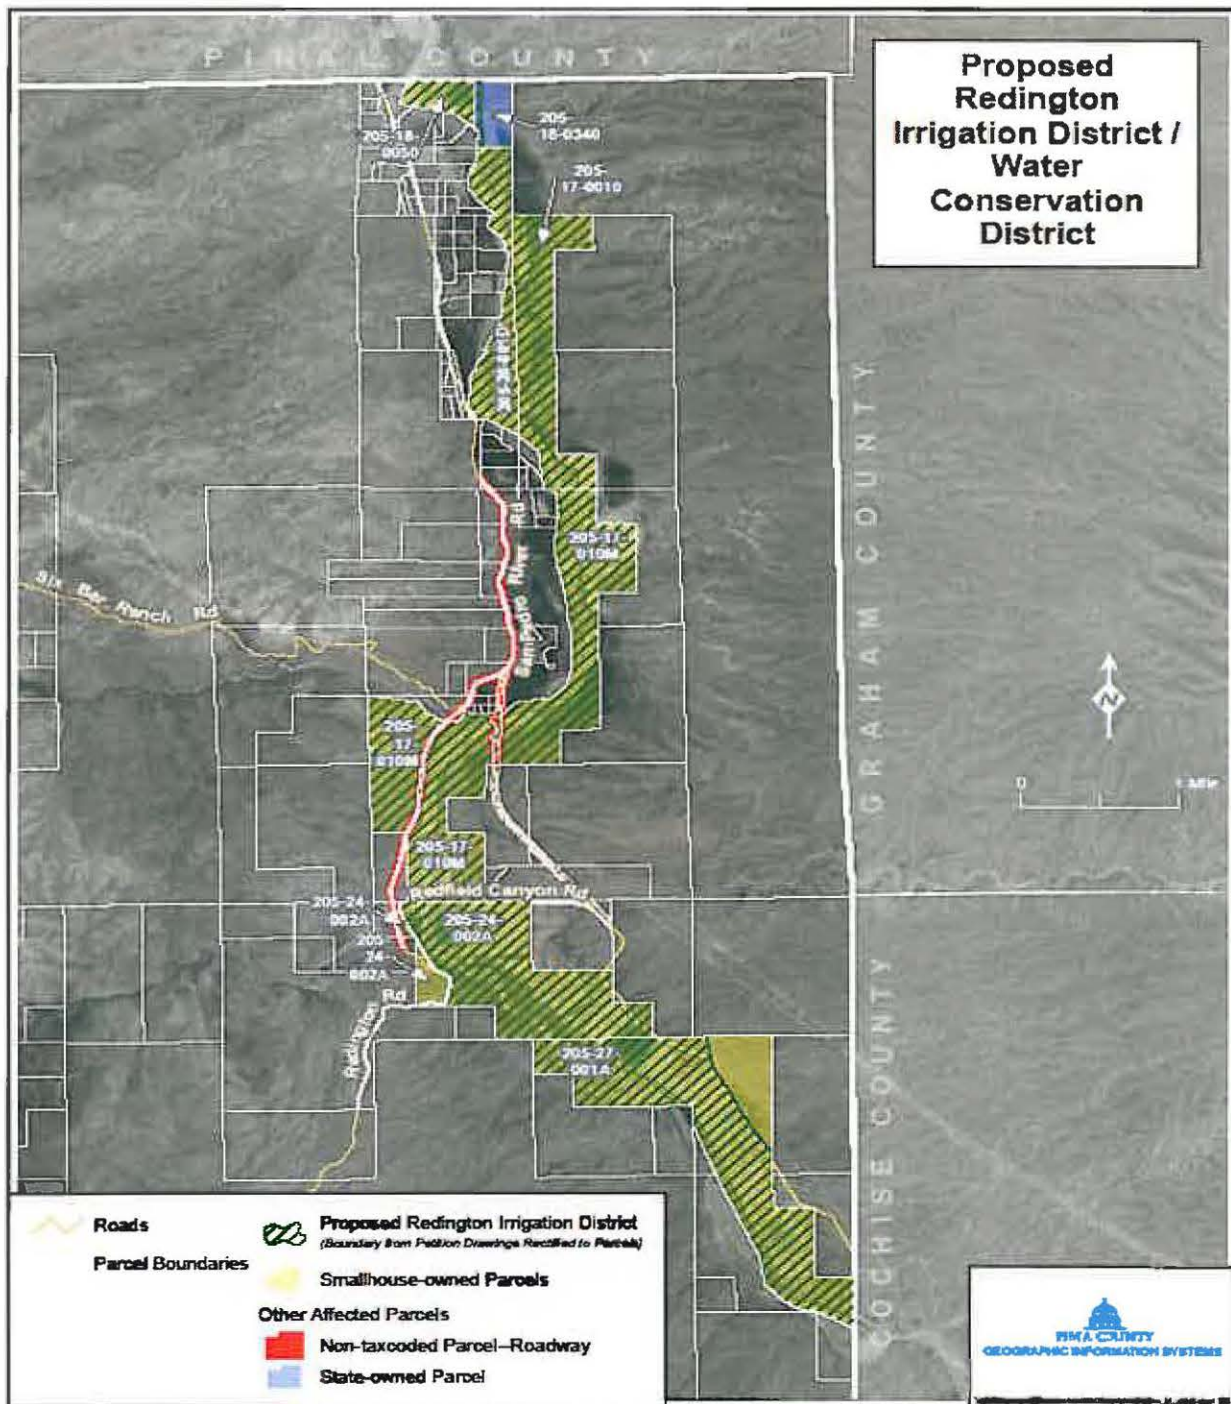 PIMAL COUNTY
Proposed
Redington
Irrigation District /
Water
Conservation
District
205-18-
0050
205-
18-0340
205-
17-0010
GRAHAM COUNTY
205-17-
010M
Six Bar Ranch Rd
Sanpedro River Rd
205-
17-
010M
N
0 1 Mile
205-17-
010M
Redfield Canyon Rd
205-24-
002A
205-24-
002A
205
24-
002A
Redington Rd
205-27-
001A
COCHISE COUNTY
Roads
Parcel Boundaries
Proposed Redington Irrigation District
(Boundary from Petition Drawings Rectified to Parcels)
Smallhouse-owned Parcels
Other Affected Parcels
Non-taxcoded Parcel–Roadway
State-owned Parcel
PIMA COUNTY
GEOGRAPHIC INFORMATION SYSTEMS